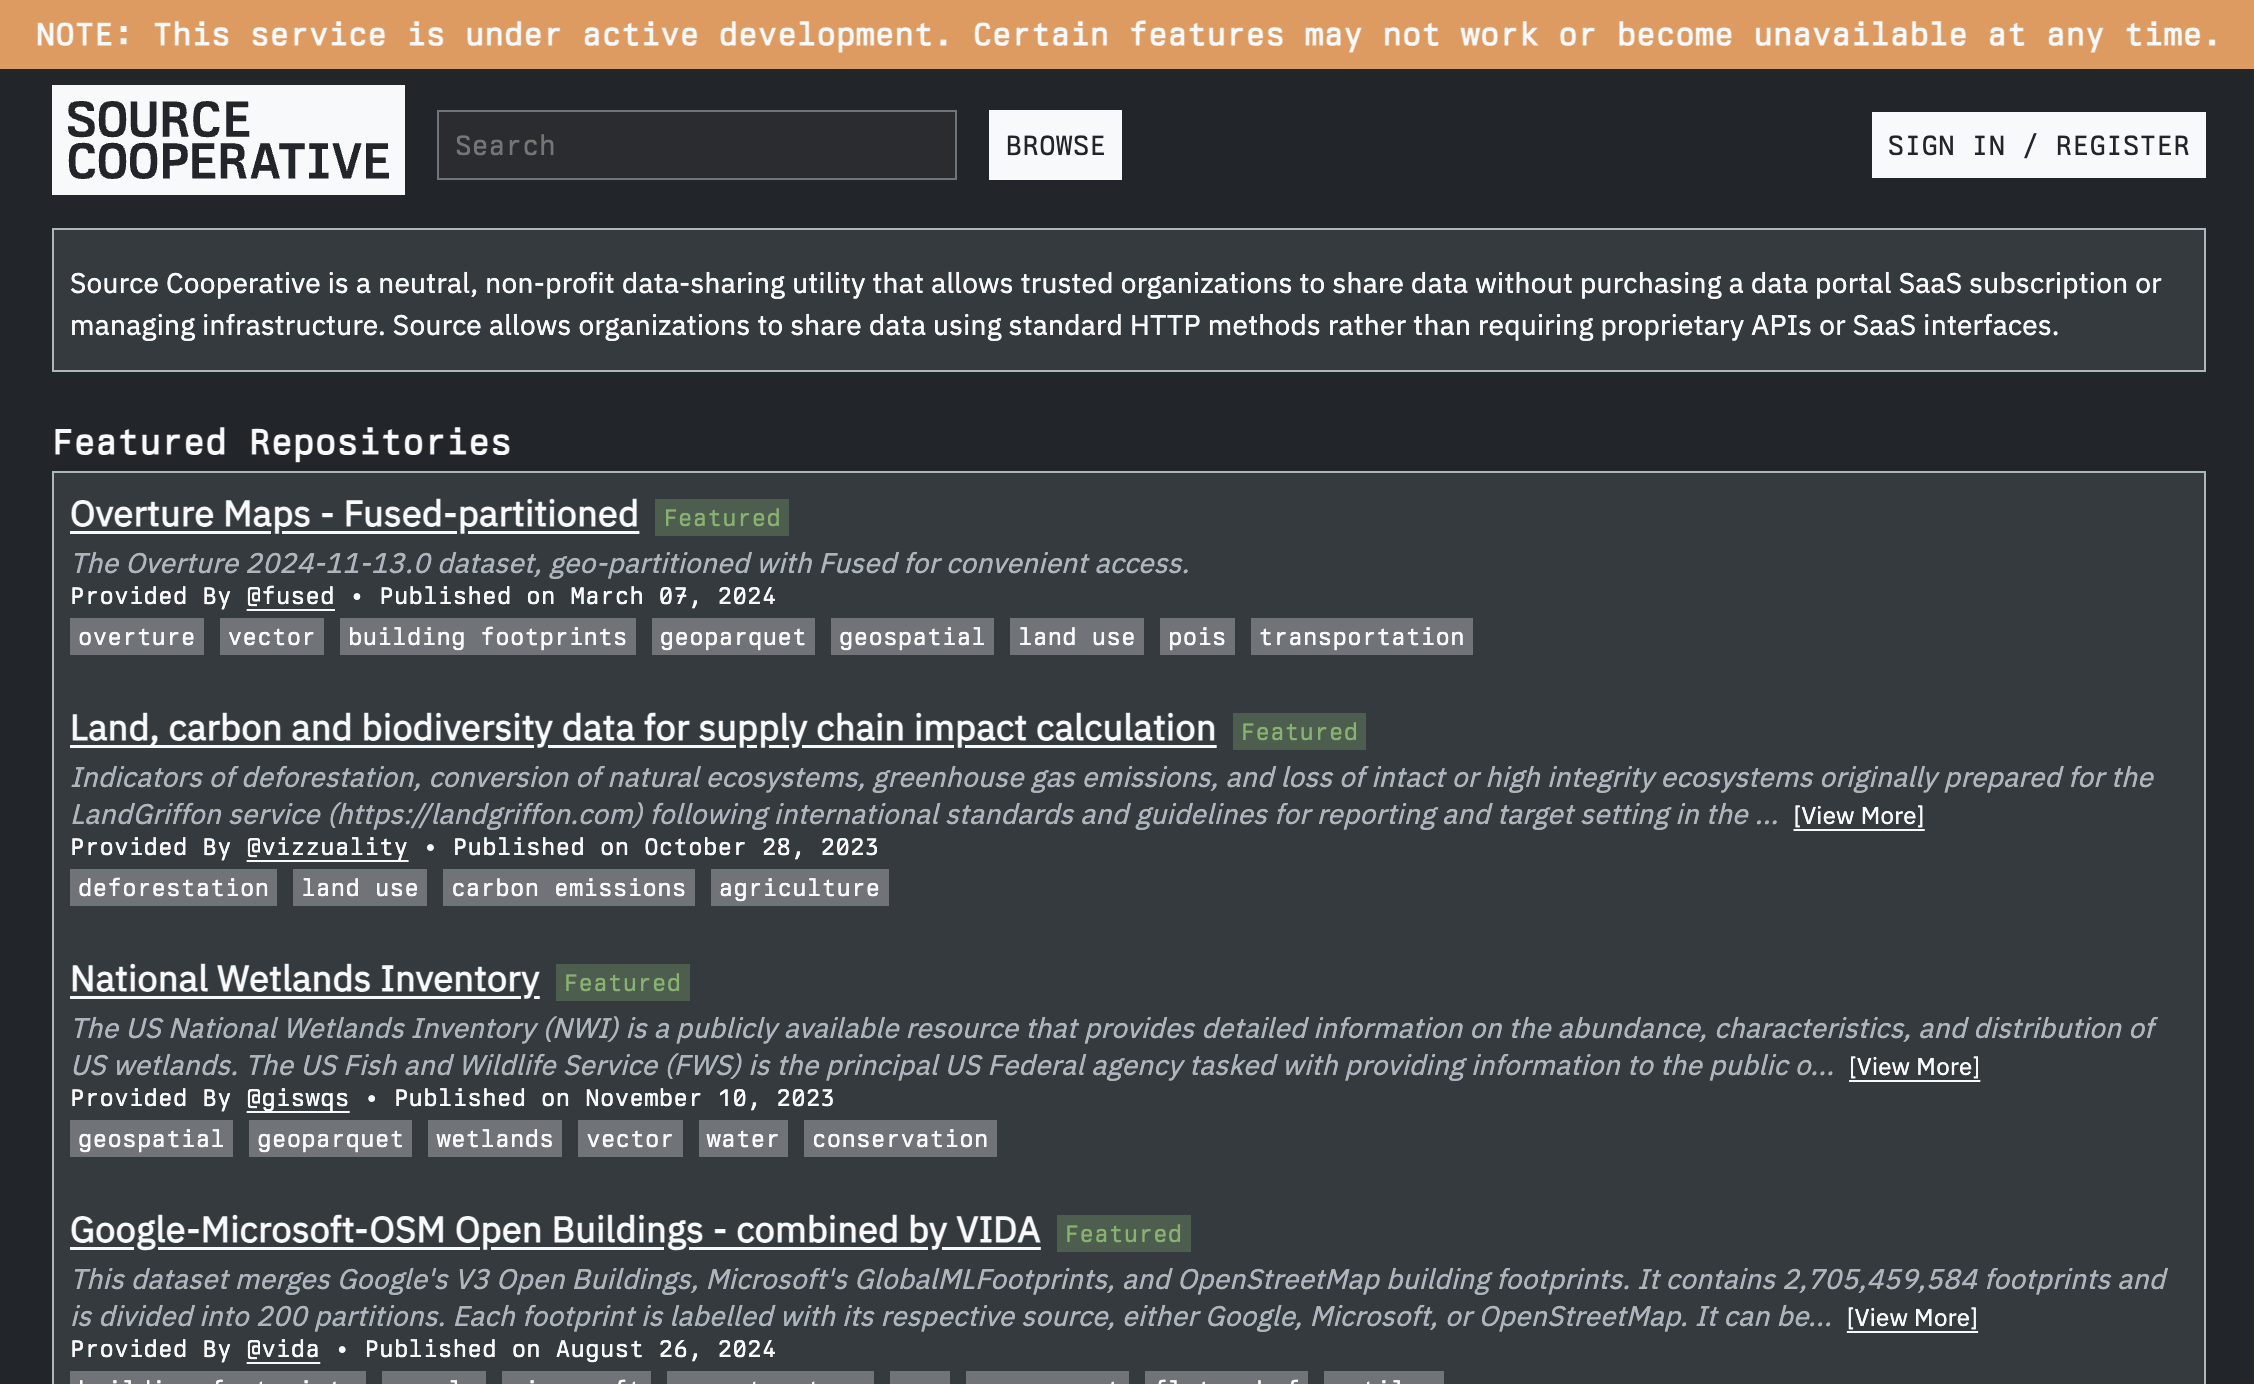 NOTE: This service is under active development. Certain features may not work or become unavailable at any time.
SOURCE
COOPERATIVE
Search
BROWSE
SIGN IN / REGISTER
Source Cooperative is a neutral, non-profit data-sharing utility that allows trusted organizations to share data without purchasing a data portal SaaS subscription or
managing infrastructure. Source allows organizations to share data using standard HTTP methods rather than requiring proprietary APIs or SaaS interfaces.
Featured Repositories
Overture Maps - Fused-partitioned Featured
The Overture 2024-11-13.0 dataset, geo-partitioned with Fused for convenient access.
Provided By @fused • Published on March 07, 2024
overture vector building footprints geoparquet geospatial land use pois transportation
Land, carbon and biodiversity data for supply chain impact calculation Featured
Indicators of deforestation, conversion of natural ecosystems, greenhouse gas emissions, and loss of intact or high integrity ecosystems originally prepared for the
LandGriffon service (https://landgriffon.com) following international standards and guidelines for reporting and target setting in the ... [View More]
Provided By @vizzuality • Published on October 28, 2023
deforestation land use carbon emissions agriculture
National Wetlands Inventory Featured
The US National Wetlands Inventory (NWI) is a publicly available resource that provides detailed information on the abundance, characteristics, and distribution of
US wetlands. The US Fish and Wildlife Service (FWS) is the principal US Federal agency tasked with providing information to the public o... [View More]
Provided By @giswqs • Published on November 10, 2023
geospatial geoparquet wetlands vector water conservation
Google-Microsoft-OSM Open Buildings - combined by VIDA Featured
This dataset merges Google's V3 Open Buildings, Microsoft's GlobalMLFootprints, and OpenStreetMap building footprints. It contains 2,705,459,584 footprints and
is divided into 200 partitions. Each footprint is labelled with its respective source, either Google, Microsoft, or OpenStreetMap. It can be... [View More]
Provided By @vida • Published on August 26, 2024